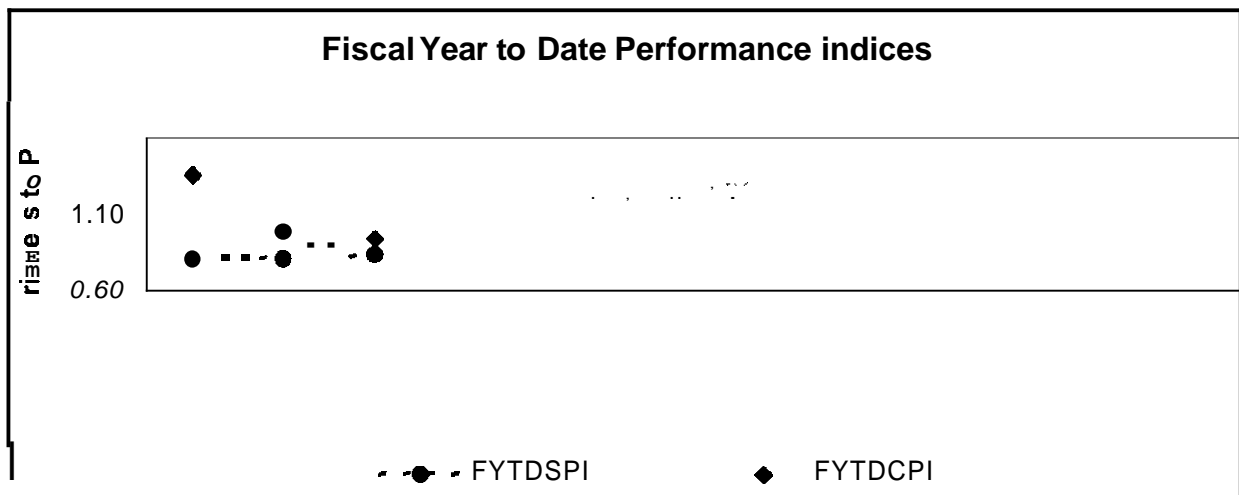 Fiscal Year to Date Performance indices
1.10
0.60
FYTDSPI
FYTDCPI